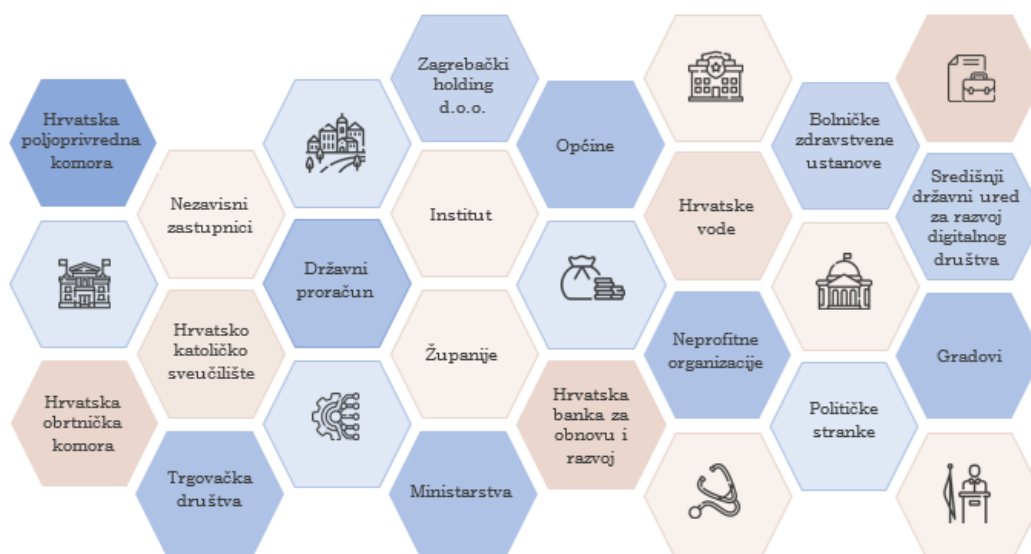 Hrvatska
poljoprivredna
komora
Hrvatska
obrtnička
komora
Nezavisni
zastupnici
Hrvatsko
katoličko
sveučilište
Trgovačka
društva
Državni
proračun
Zagrebački
holding
d.o.o.
Institut
Županije
Ministarstva
Općine
Hrvatska
banka za
obnovu i
razvoj
Hrvatske
vode
Neprofitne
organizacije
Bolničke
zdravstvene
ustanove
Političke
stranke
Središnji
državni ured
za razvoj
digitalnog
društva
Gradovi